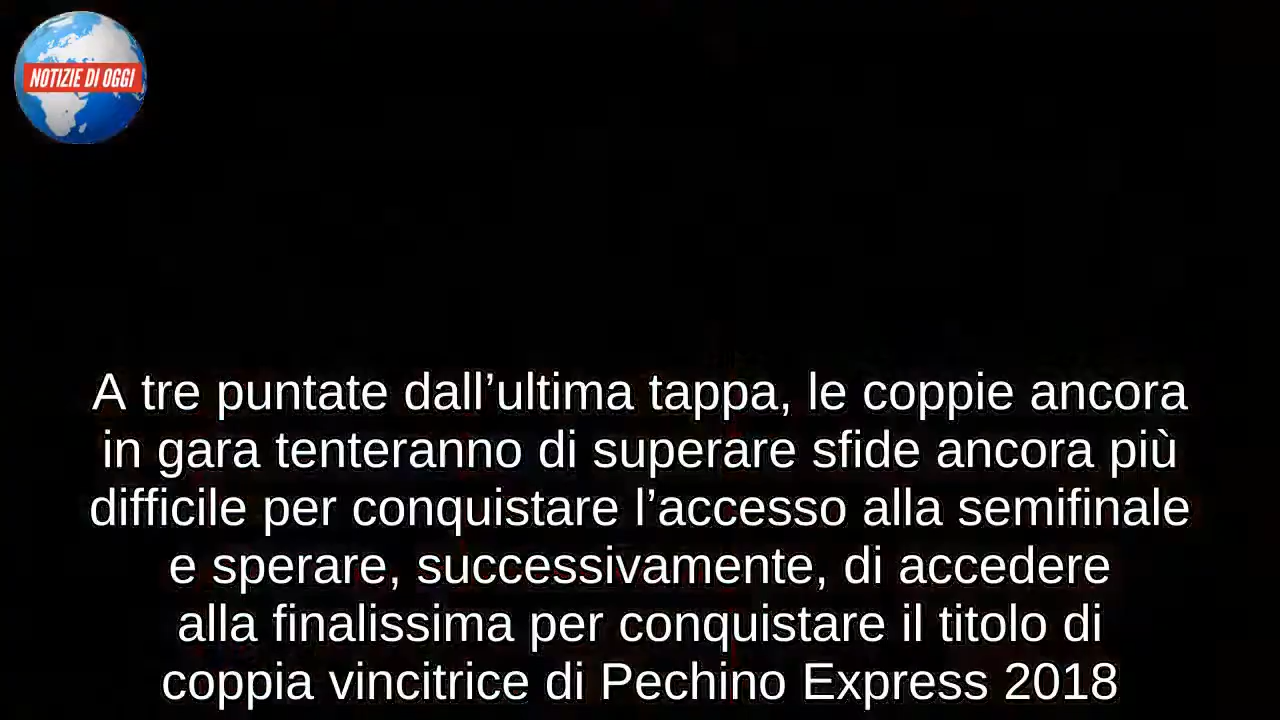 NOTIZIE DI OGGI
A tre puntate dall’ultima tappa, le coppie ancora
in gara tenteranno di superare sfide ancora più
difficile per conquistare l’accesso alla semifinale
e sperare, successivamente, di accedere
alla finalissima per conquistare il titolo di
coppia vincitrice di Pechino Express 2018